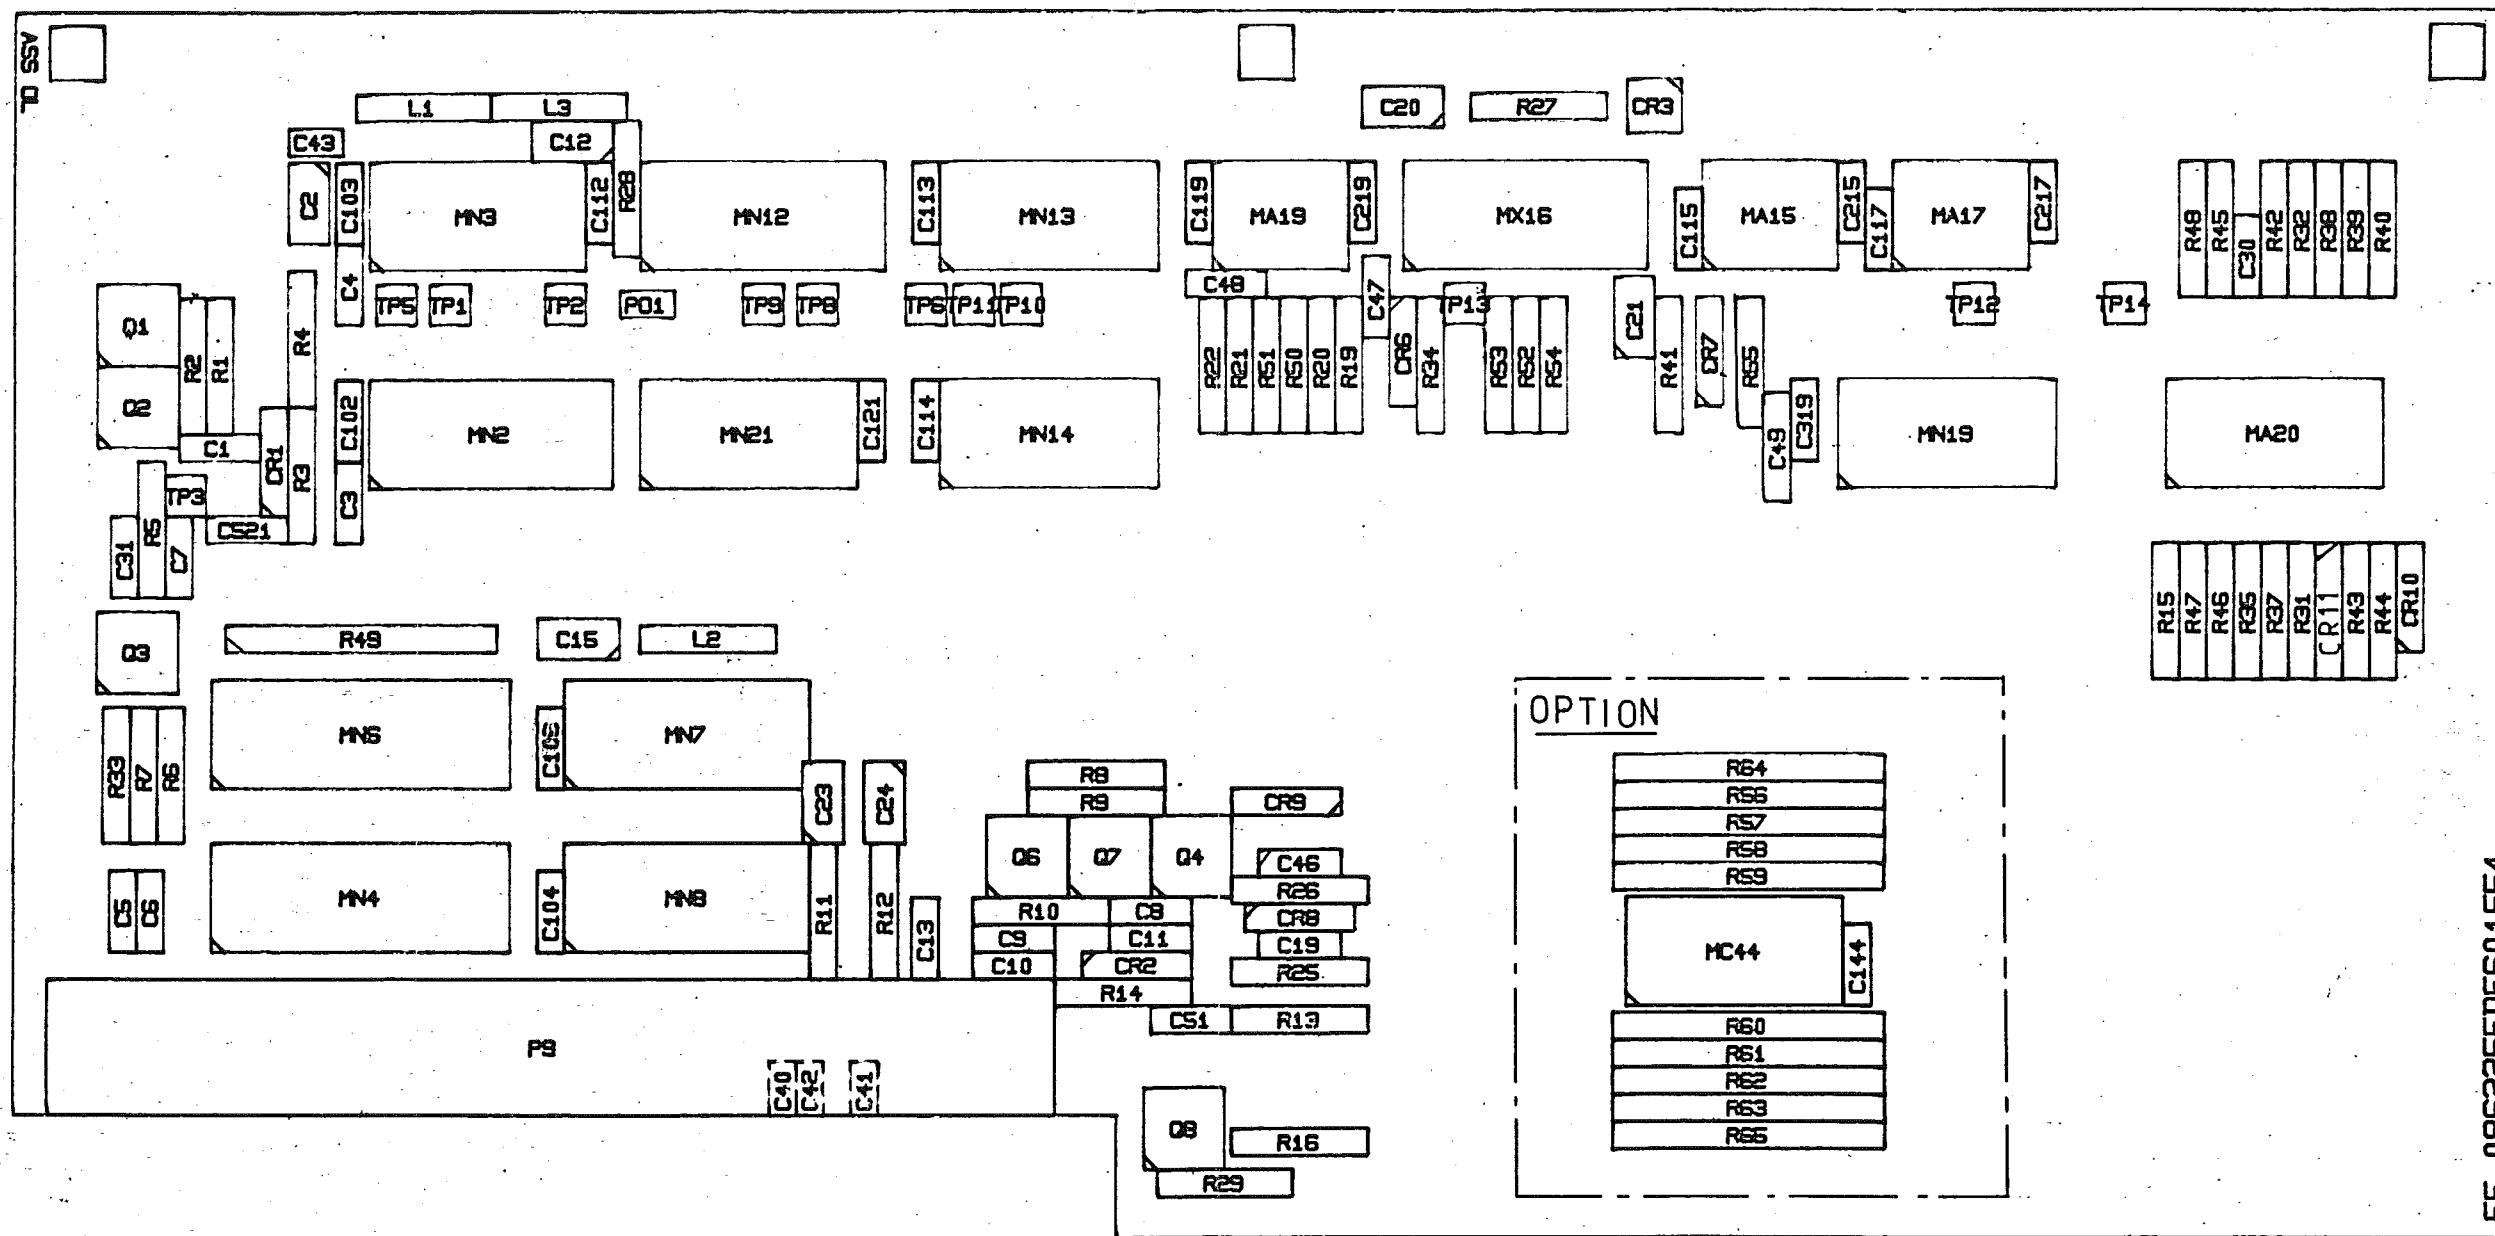 ASS
DL
L1 L3 C20 R27 CR3
C43 C12
C2 C103 MN3 C112 R28 MN12 C113 MN13 C119 MA19 C219 MX16 C115 MA15 C215 C117 MA17 C217 R48 R45 C30 R42 R32 R38 R39 R40
C4 TP5 TP1 TP2 PO1 TP9 TP8 TP6 TP11 TP10 C48 C47 TP13 C21 TP12 TP14
Q1 R2 R1 R4 R22 R21 R51 R50 R20 R19 CR6 R34 R53 R52 R54 R41 CR7 R55
Q2 C1 CR1 R3 C102 MN2 MN21 C121 C114 MN14 C49 C319 MN19 MA20
TP3 C3
C31 R5 C7 CS21
R15 R47 R46 R35 R37 R31 CR11 R43 R44 CR10
Q3 R49 C15 L2
OPTION
MN6 MN7
R33 R7 R6 C23 C24 R8 R64
R9 CR9 R56
R57
Q6 Q7 Q4 C46 R58
R26 R59
C5 C6 MN4 C104 MN8 R11 R12 C13 R10 C8 CR8
C9 C11 C19 MC44 C144
C10 CR2 R25
R14
CS1 R13 R60
P9 R61
C40 C42 C41 R62
R63
Q8 R16 R65
R29